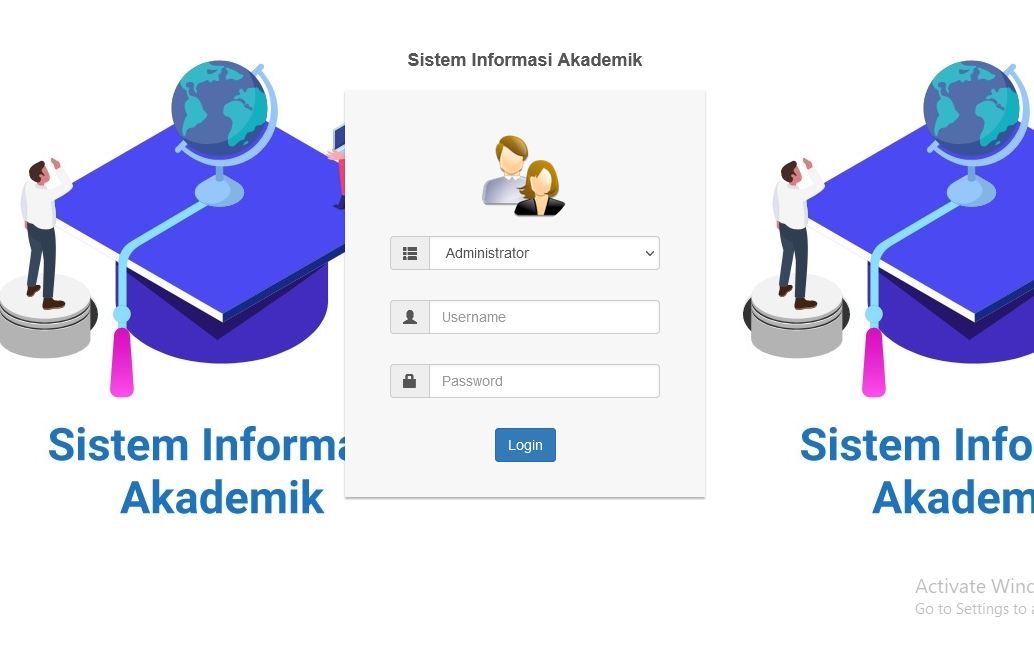 Sistem Informasi Akademik
Administrator
Username
Password
Login
Sistem Informa
Akademik
Sistem Info
Akadem
Activate Wind
Go to Settings to a